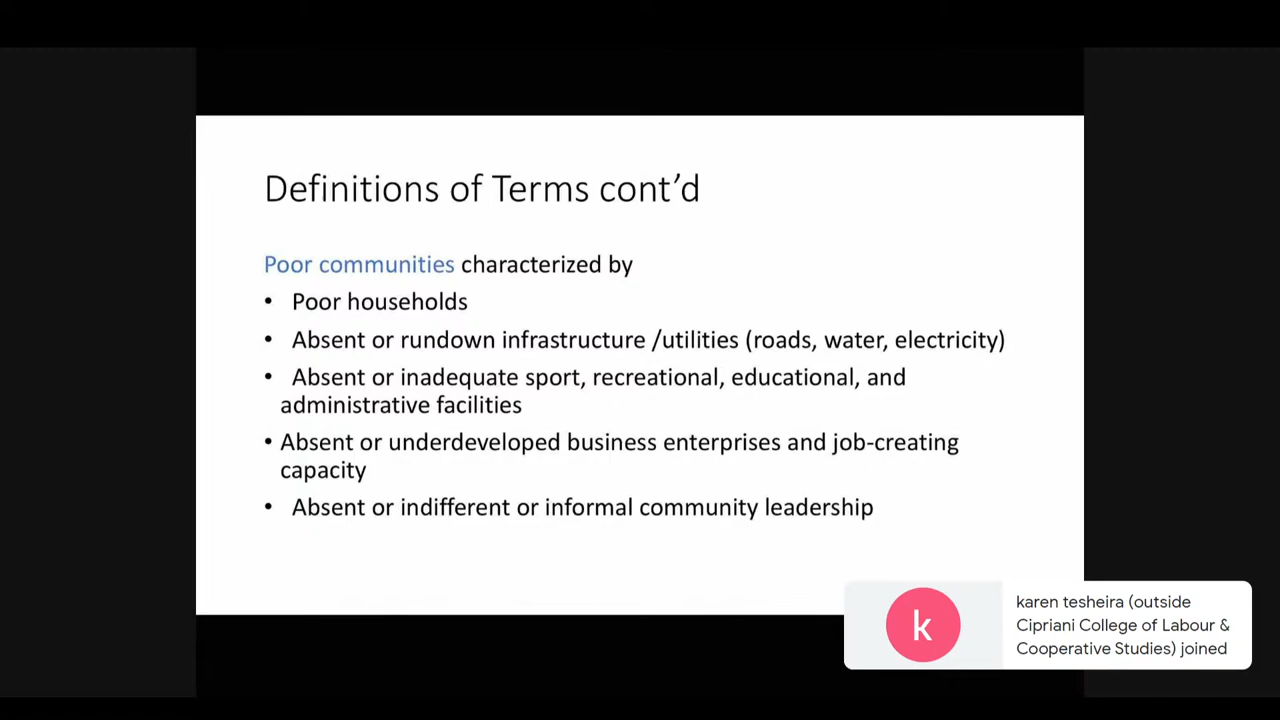 Definitions of Terms cont’d
Poor communities characterized by
• Poor households
• Absent or rundown infrastructure /utilities (roads, water, electricity)
• Absent or inadequate sport, recreational, educational, and
administrative facilities
• Absent or underdeveloped business enterprises and job-creating
capacity
• Absent or indifferent or informal community leadership
k
karen tesheira (outside
Cipriani College of Labour &
Cooperative Studies) joined